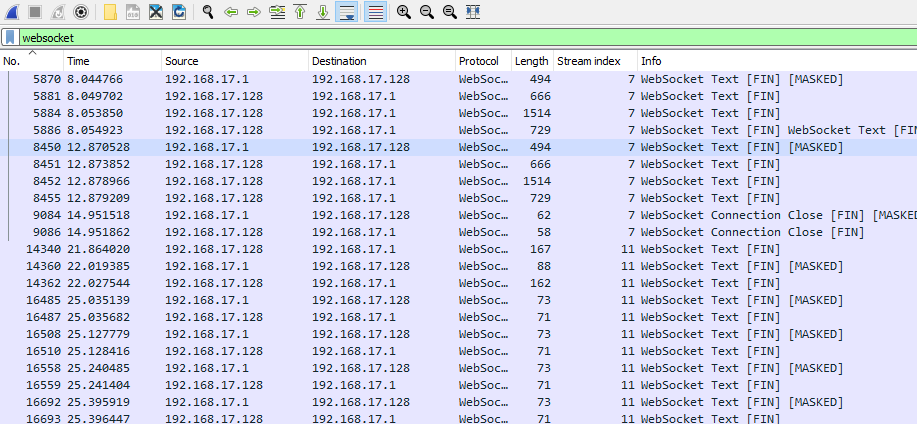 websocket
No. Time Source Destination Protocol Length Stream index Info
5870 8.044766 192.168.17.1 192.168.17.128 WebSoc… 494 7 WebSocket Text [FIN] [MASKED]
5881 8.049702 192.168.17.128 192.168.17.1 WebSoc… 666 7 WebSocket Text [FIN]
5884 8.053850 192.168.17.128 192.168.17.1 WebSoc… 1514 7 WebSocket Text [FIN]
5886 8.054923 192.168.17.128 192.168.17.1 WebSoc… 729 7 WebSocket Text [FIN] WebSocket Text [FIN
8450 12.870528 192.168.17.1 192.168.17.128 WebSoc… 494 7 WebSocket Text [FIN] [MASKED]
8451 12.873852 192.168.17.128 192.168.17.1 WebSoc… 666 7 WebSocket Text [FIN]
8452 12.878966 192.168.17.128 192.168.17.1 WebSoc… 1514 7 WebSocket Text [FIN]
8455 12.879209 192.168.17.128 192.168.17.1 WebSoc… 729 7 WebSocket Text [FIN]
9084 14.951518 192.168.17.1 192.168.17.128 WebSoc… 62 7 WebSocket Connection Close [FIN] [MASKE
9086 14.951862 192.168.17.128 192.168.17.1 WebSoc… 58 7 WebSocket Connection Close [FIN]
14340 21.864020 192.168.17.128 192.168.17.1 WebSoc… 167 11 WebSocket Text [FIN]
14360 22.019385 192.168.17.1 192.168.17.128 WebSoc… 88 11 WebSocket Text [FIN] [MASKED]
14362 22.027544 192.168.17.128 192.168.17.1 WebSoc… 162 11 WebSocket Text [FIN]
16485 25.035139 192.168.17.1 192.168.17.128 WebSoc… 73 11 WebSocket Text [FIN] [MASKED]
16487 25.035682 192.168.17.128 192.168.17.1 WebSoc… 71 11 WebSocket Text [FIN]
16508 25.127779 192.168.17.1 192.168.17.128 WebSoc… 73 11 WebSocket Text [FIN] [MASKED]
16510 25.128416 192.168.17.128 192.168.17.1 WebSoc… 71 11 WebSocket Text [FIN]
16558 25.240485 192.168.17.1 192.168.17.128 WebSoc… 73 11 WebSocket Text [FIN] [MASKED]
16559 25.241404 192.168.17.128 192.168.17.1 WebSoc… 71 11 WebSocket Text [FIN]
16692 25.395919 192.168.17.1 192.168.17.128 WebSoc… 73 11 WebSocket Text [FIN] [MASKED]
16693 25.396447 192.168.17.128 192.168.17.1 WebSoc… 71 11 WebSocket Text [FIN]